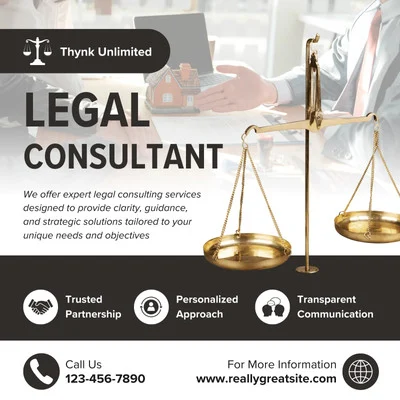 Thynk Unlimited
LEGAL
CONSULTANT
We offer expert legal consulting services
designed to provide clarity, guidance,
and strategic solutions tailored to your
unique needs and objectives
Trusted
Partnership
Personalized
Approach
Transparent
Communication
Call Us
123-456-7890
For More Information
www.reallygreatsite.com